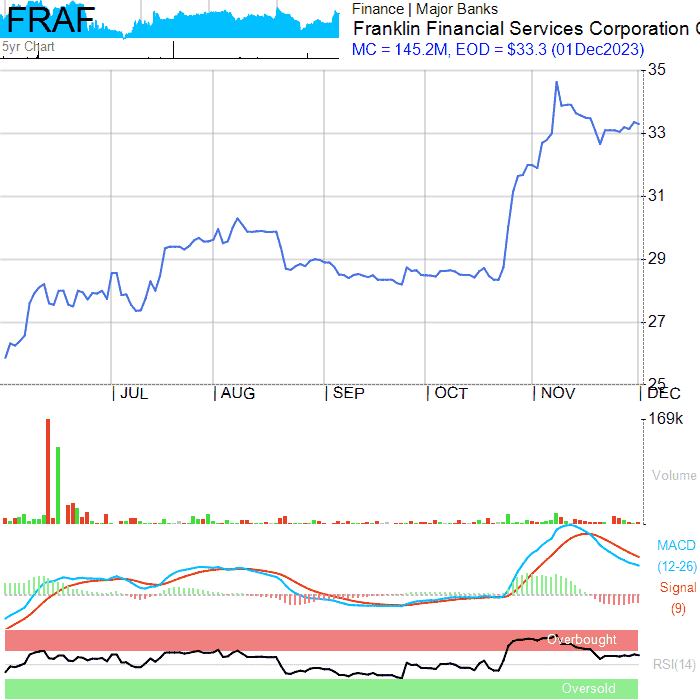 FRAF
5yr Chart
Finance | Major Banks
Franklin Financial Services Corporation
MC = 145.2M, EOD = $33.3 (01Dec2023)
35
33
31
29
27
25
JUL
AUG
SEP
OCT
NOV
DEC
169k
Volume
MACD
(12-26)
Signal
(9)
Overbought
RSI(14)
Oversold